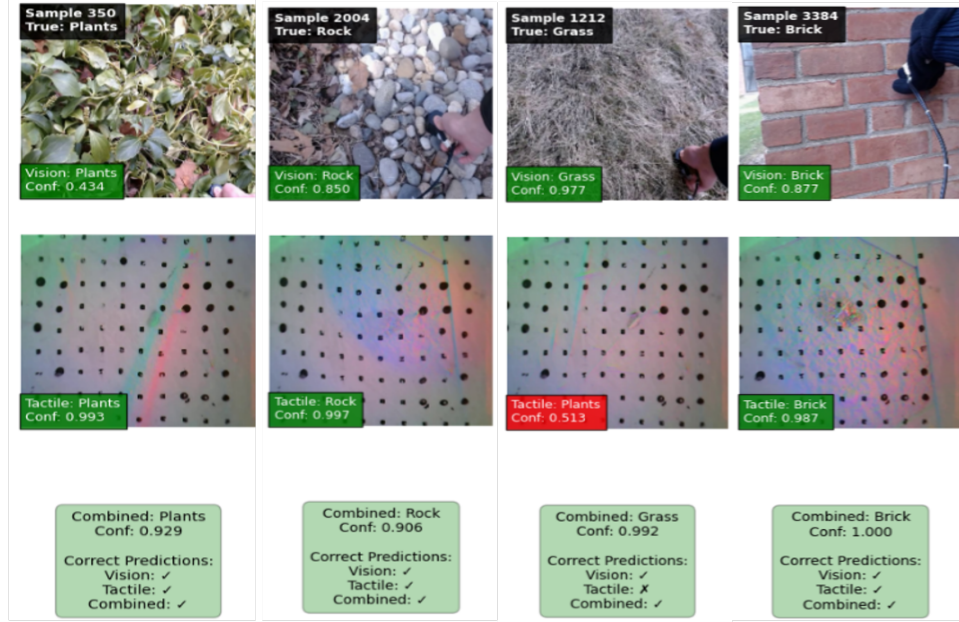 Sample 350
True: Plants
Vision: Plants
Conf: 0.434
Tactile: Plants
Conf: 0.993
Combined: Plants
Conf: 0.929
Correct Predictions:
Vision: ✓
Tactile: ✓
Combined: ✓
Sample 2004
True: Rock
Vision: Rock
Conf: 0.850
Tactile: Rock
Conf: 0.997
Combined: Rock
Conf: 0.906
Correct Predictions:
Vision: ✓
Tactile: ✓
Combined: ✓
Sample 1212
True: Grass
Vision: Grass
Conf: 0.977
Tactile: Plants
Conf: 0.513
Combined: Grass
Conf: 0.992
Correct Predictions:
Vision: ✓
Tactile: ✗
Combined: ✓
Sample 3384
True: Brick
Vision: Brick
Conf: 0.877
Tactile: Brick
Conf: 0.987
Combined: Brick
Conf: 1.000
Correct Predictions:
Vision: ✓
Tactile: ✓
Combined: ✓